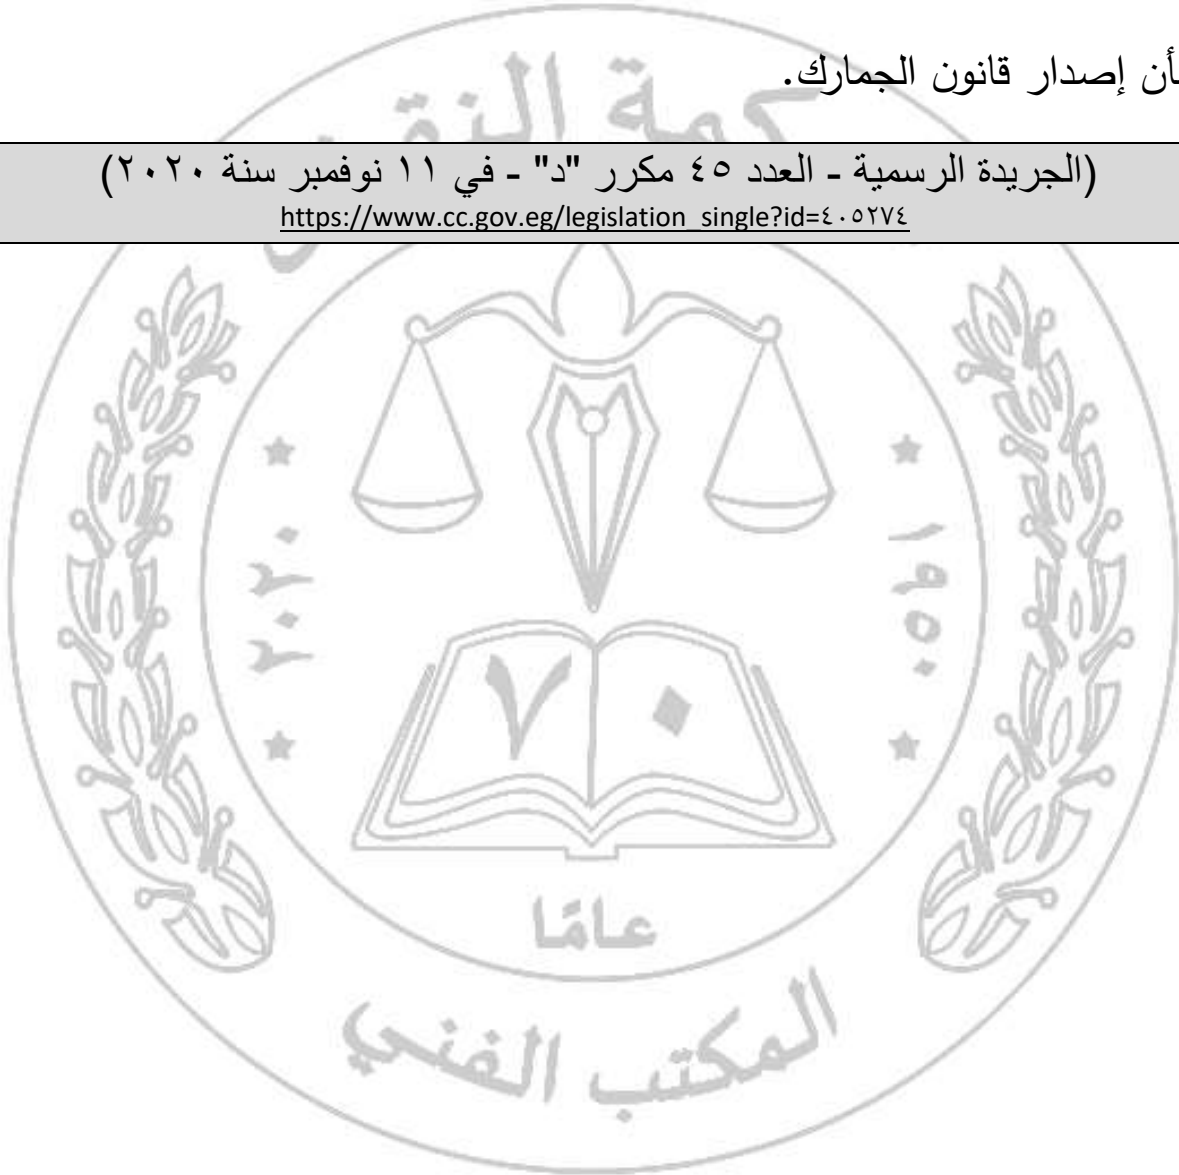 أن إصدار قانون الجمارك.
(الجريدة الرسمية - العدد ٤٥ مكرر "د" - في ١١ نوفمبر سنة ٢٠٢٠)
https://www.cc.gov.eg/legislation_single?id=٤٠٥٢٧٤
٢٠٢٠
١٩٥٠
٧٠
عامًا
المكتب الفني